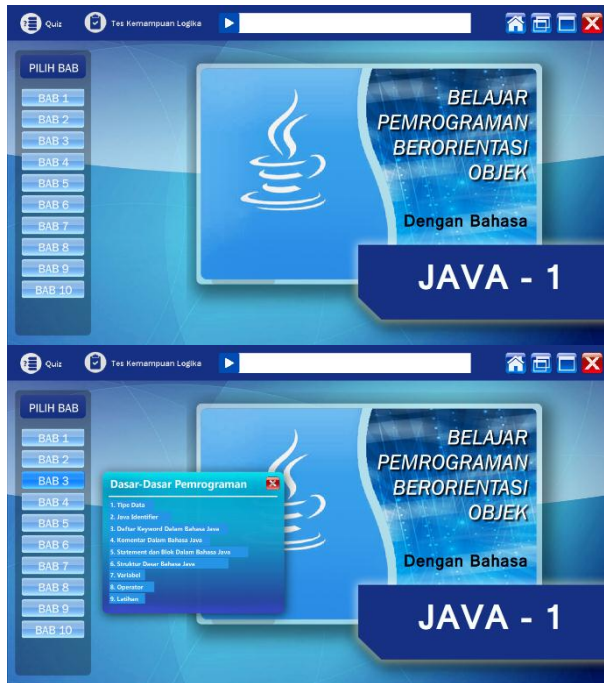 Quiz
Tes Kemampuan Logika
PILIH BAB
BAB 1
BAB 2
BAB 3
BAB 4
BAB 5
BAB 6
BAB 7
BAB 8
BAB 9
BAB 10
BELAJAR
PEMROGRAMAN
BERORIENTASI
OBJEK
Dengan Bahasa
JAVA - 1
Quiz
Tes Kemampuan Logika
PILIH BAB
BAB 1
BAB 2
BAB 3
BAB 4
BAB 5
BAB 6
BAB 7
BAB 8
BAB 9
BAB 10
Dasar-Dasar Pemrograman
1. Tipe Data
2. Java Identifier
3. Daftar Keyword Dalam Bahasa Java
4. Komentar Dalam Bahasa Java
5. Statement dan Blok Dalam Bahasa Java
6. Struktur Dasar Bahasa Java
7. Variabel
8. Operator
9. Latihan
BELAJAR
PEMROGRAMAN
BERORIENTASI
OBJEK
Dengan Bahasa
JAVA - 1